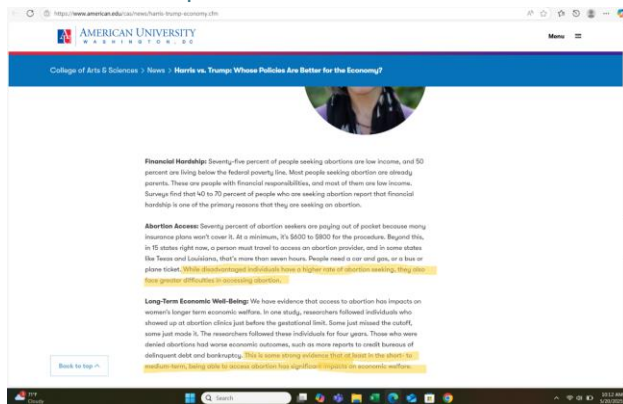 https://www.american.edu/cas/news/harris-trump-economy.cfm
AMERICAN UNIVERSITY
WASHINGTON, DC
Menu
College of Arts & Sciences > News > Harris vs. Trump: Whose Policies Are Better for the Economy?
Financial Hardship: Seventy-five percent of people seeking abortions are low income, and 50
percent are living below the federal poverty line. Most people seeking abortion are already
parents. These are people with financial responsibilities, and most of them are low income.
Surveys find that 40 to 70 percent of people who are seeking abortion report that financial
hardship is one of the primary reasons that they are seeking an abortion.
Abortion Access: Seventy percent of abortion seekers are paying out of pocket because many
insurance plans won't cover it. At a minimum, it's $600 to $800 for the procedure. Beyond this,
in 15 states right now, a person must travel to access an abortion provider, and in some states
like Texas and Louisiana, that's more than seven hours. People need a car and gas, or a bus or
plane ticket. While disadvantaged individuals have a higher rate of abortion seeking, they also
face greater difficulties in accessing abortion.
Long-Term Economic Well-Being: We have evidence that access to abortion has impacts on
women's longer term economic welfare. In one study, researchers followed individuals who
showed up at abortion clinics just before the gestational limit. Some just missed the cutoff,
some just made it. The researchers followed these individuals for four years. Those who were
denied abortions had worse economic outcomes, such as more reports to credit bureaus of
delinquent debt and bankruptcy. This is some strong evidence that at least in the short- to
medium term, being able to access abortion has significant impacts on economic welfare.
Back to top
Cloudy
Search
10:12 AM
5/20/2025